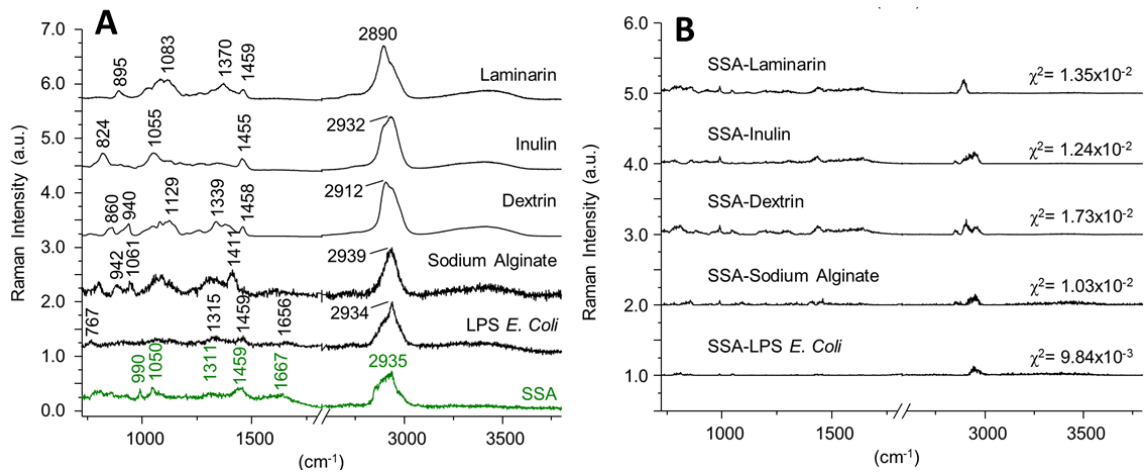 A
7.0
6.0
5.0
4.0
3.0
2.0
1.0
0.0
Raman Intensity (a.u.)
895
1083
1370
1459
2890
Laminarin
824
1055
1455
2932
Inulin
860
940
1129
1339
1458
2912
Dextrin
942
1061
1411
2939
Sodium Alginate
767
1315
1459
1656
2934
LPS E. Coli
990
1050
1311
1459
1667
2935
SSA
1000 1500 3000 3500
(cm⁻¹)
B
6.0
5.0
4.0
3.0
2.0
1.0
Raman Intensity (a.u.)
SSA-Laminarin χ²= 1.35x10⁻²
SSA-Inulin χ²= 1.24x10⁻²
SSA-Dextrin χ²= 1.73x10⁻²
SSA-Sodium Alginate χ²= 1.03x10⁻²
SSA-LPS E. Coli χ²= 9.84x10⁻³
1000 1500 3000 3500
(cm⁻¹)